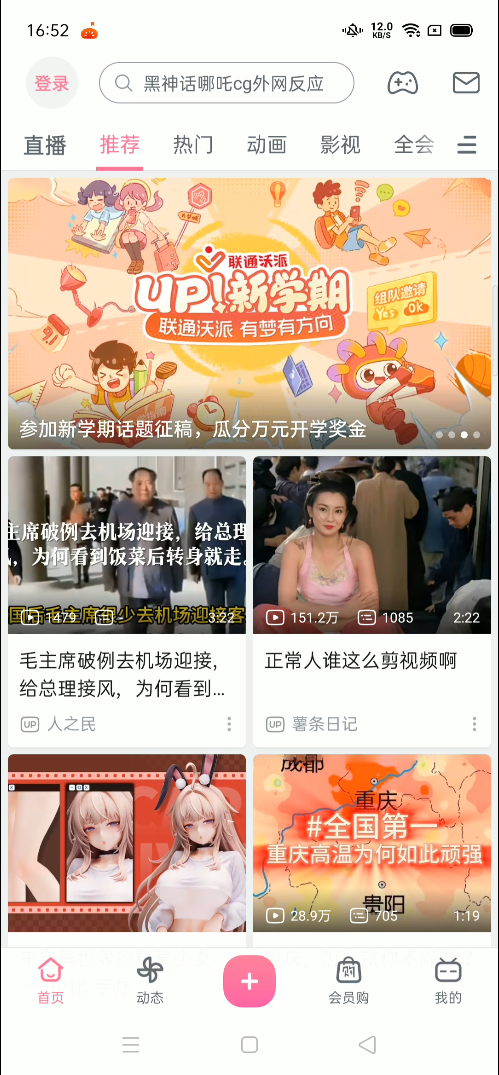 16:52
12.0
KB/S
登录
黑神话哪吒cg外网反应
直播
推荐
热门
动画
影视
全会
联通沃派
UP!新学期
联通沃派 有梦有方向
组队邀请
Yes
Ok
参加新学期话题征稿，瓜分万元开学奖金
主席破例去机场迎接，给总理
风，为何看到饭菜后转身就走。
1479
-
3:22
151.2万
1085
2:22
毛主席破例去机场迎接，
给总理接风，为何看到...
UP 人之民
正常人谁这么剪视频啊
UP 薯条日记
成都
重庆
#全国第一
重庆高温为何如此顽强
贵阳
28.9万
705
1:19
首页
动态
会员购
我的